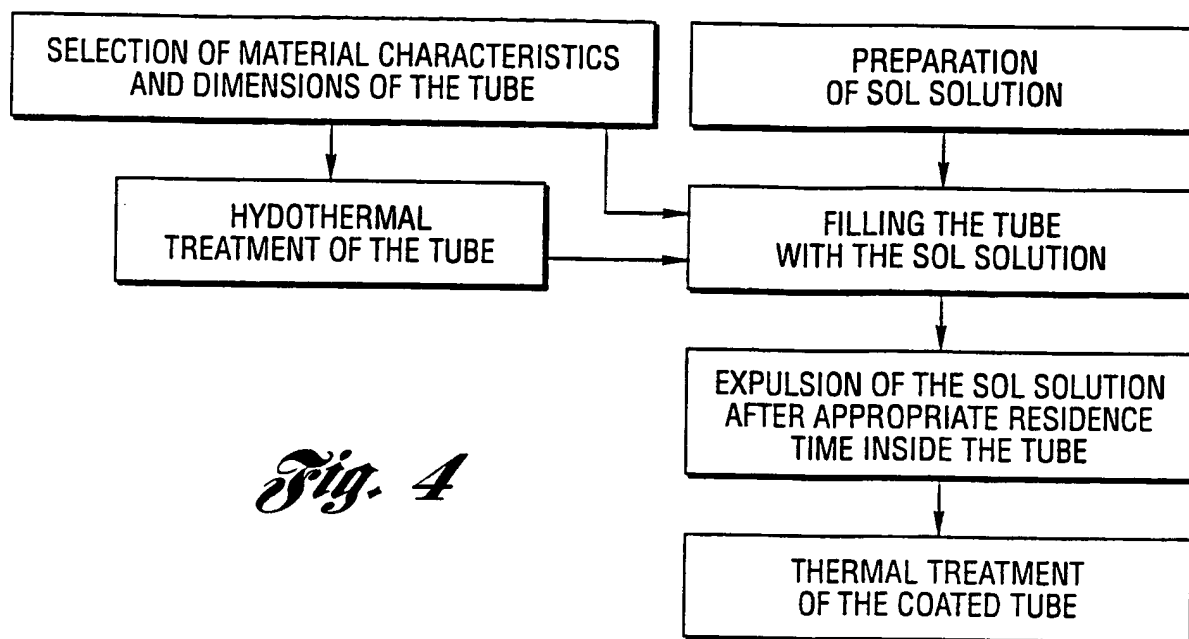 SELECTION OF MATERIAL CHARACTERISTICS
AND DIMENSIONS OF THE TUBE
PREPARATION
OF SOL SOLUTION
HYDOTHERMAL
TREATMENT OF THE TUBE
FILLING THE TUBE
WITH THE SOL SOLUTION
EXPULSION OF THE SOL SOLUTION
AFTER APPROPRIATE RESIDENCE
TIME INSIDE THE TUBE
THERMAL TREATMENT
OF THE COATED TUBE
Fig. 4